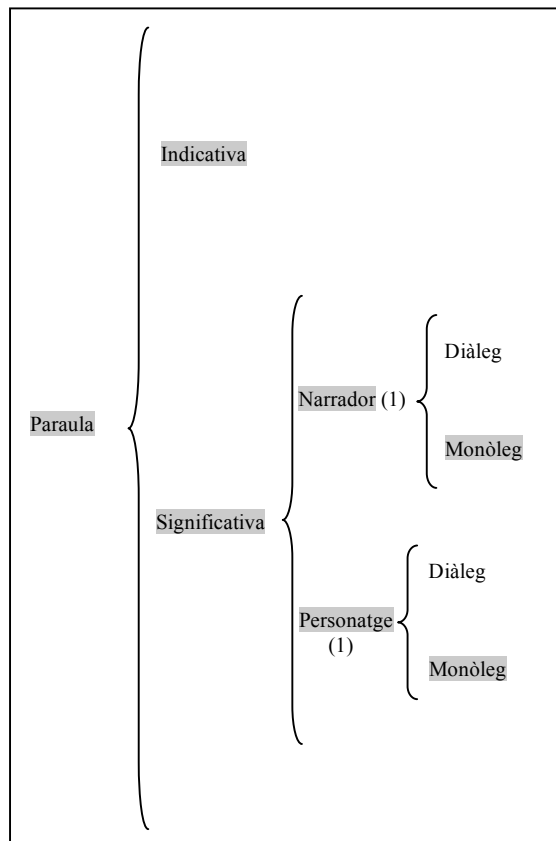 Indicativa
Diàleg
Narrador (1)
Paraula
Monòleg
Significativa
Diàleg
Personatge
(1)
Monòleg